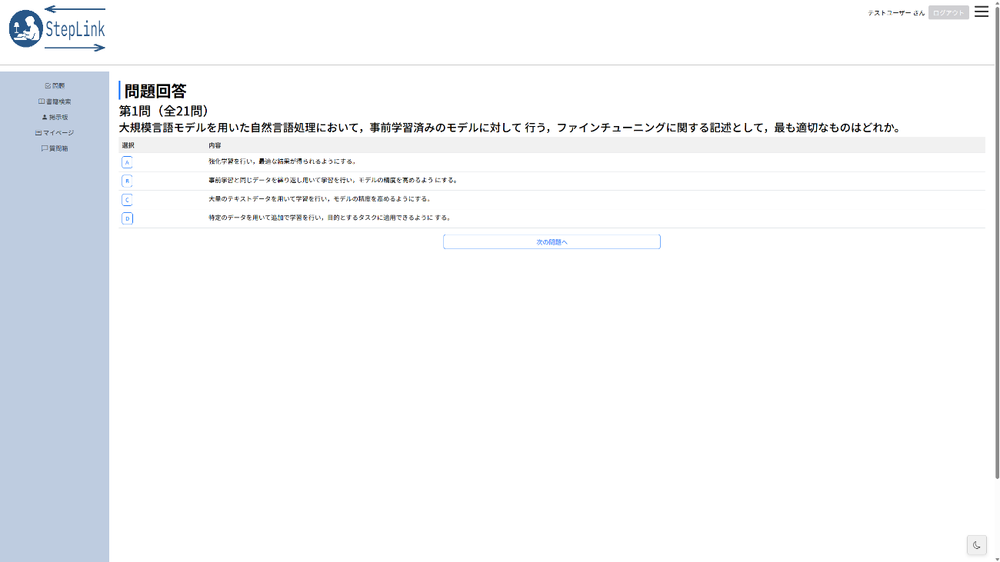 StepLink
テストユーザー さん
ログアウト
問題
書籍検索
掲示板
マイページ
質問箱
問題回答
第1問（全21問）
大規模言語モデルを用いた自然言語処理において，事前学習済みのモデルに対して 行う，ファインチューニングに関する記述として，最も適切なものはどれか。
選択 内容
A 強化学習を行い，最適な結果が得られるようにする。
B 事前学習と同じデータを繰り返し用いて学習を行い，モデルの精度を高めるよう にする。
C 大量のテキストデータを用いて学習を行い，モデルの精度を高めるようにする。
D 特定のデータを用いて追加で学習を行い，目的とするタスクに適用できるように する。
次の問題へ